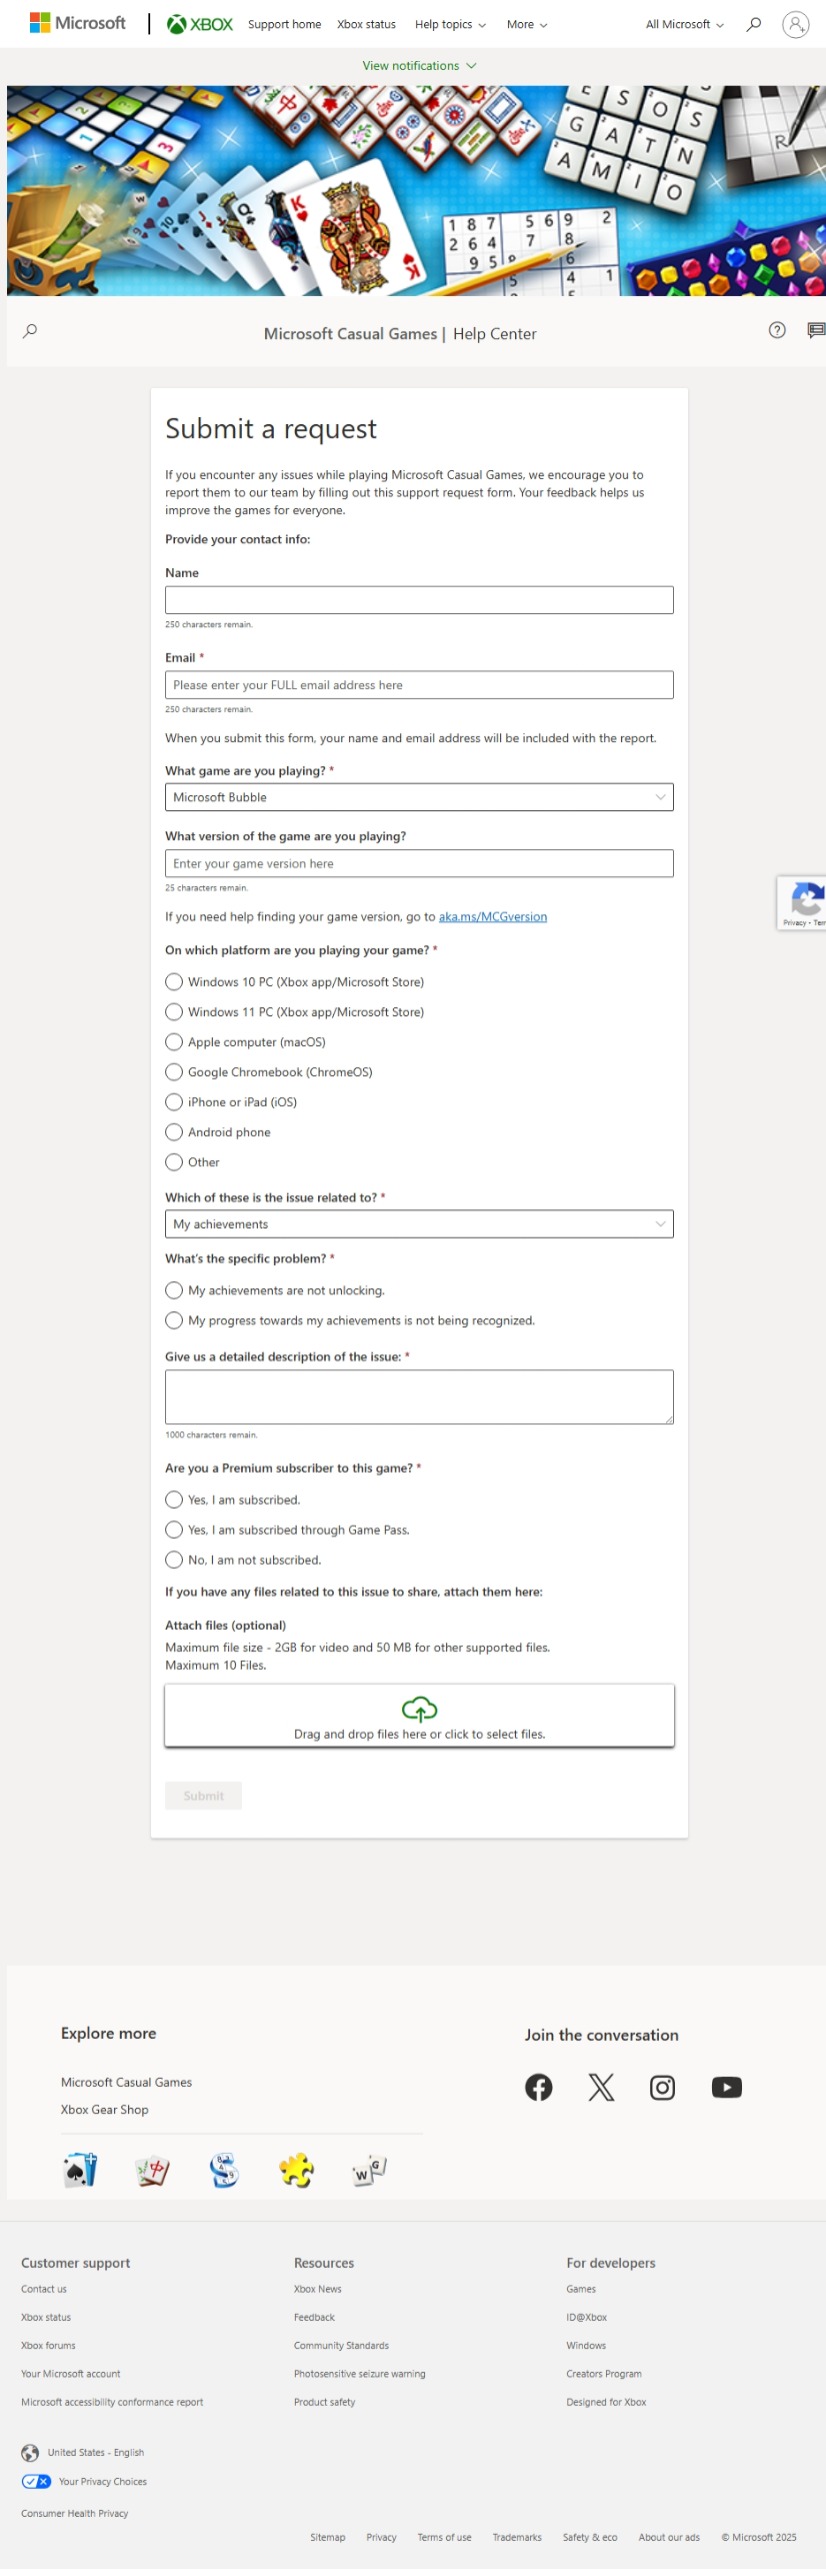 Microsoft
XBOX
Support home
Xbox status
Help topics
More
All Microsoft
View notifications
E S O S
G A T N
A M I O
R
W
10
Q
K
K
1 8 7 5 6 9 2
2 6 4 7 8
9 5 8 6
4 1
Microsoft Casual Games | Help Center
Submit a request
If you encounter any issues while playing Microsoft Casual Games, we encourage you to
report them to our team by filling out this support request form. Your feedback helps us
improve the games for everyone.
Provide your contact info:
Name
250 characters remain.
Email *
Please enter your FULL email address here
250 characters remain.
When you submit this form, your name and email address will be included with the report.
What game are you playing? *
Microsoft Bubble
What version of the game are you playing?
Enter your game version here
25 characters remain.
If you need help finding your game version, go to aka.ms/MCGversion
Privacy - Ter
On which platform are you playing your game? *
Windows 10 PC (Xbox app/Microsoft Store)
Windows 11 PC (Xbox app/Microsoft Store)
Apple computer (macOS)
Google Chromebook (ChromeOS)
iPhone or iPad (iOS)
Android phone
Other
Which of these is the issue related to? *
My achievements
What's the specific problem? *
My achievements are not unlocking.
My progress towards my achievements is not being recognized.
Give us a detailed description of the issue: *
1000 characters remain.
Are you a Premium subscriber to this game? *
Yes, I am subscribed.
Yes, I am subscribed through Game Pass.
No, I am not subscribed.
If you have any files related to this issue to share, attach them here:
Attach files (optional)
Maximum file size - 2GB for video and 50 MB for other supported files.
Maximum 10 Files.
Drag and drop files here or click to select files.
Submit
Explore more
Join the conversation
Microsoft Casual Games
Xbox Gear Shop
中
W G
Customer support
Contact us
Xbox status
Xbox forums
Your Microsoft account
Microsoft accessibility conformance report
Resources
Xbox News
Feedback
Community Standards
Photosensitive seizure warning
Product safety
For developers
Games
ID@Xbox
Windows
Creators Program
Designed for Xbox
United States - English
Your Privacy Choices
Consumer Health Privacy
Sitemap
Privacy
Terms of use
Trademarks
Safety & eco
About our ads
© Microsoft 2025